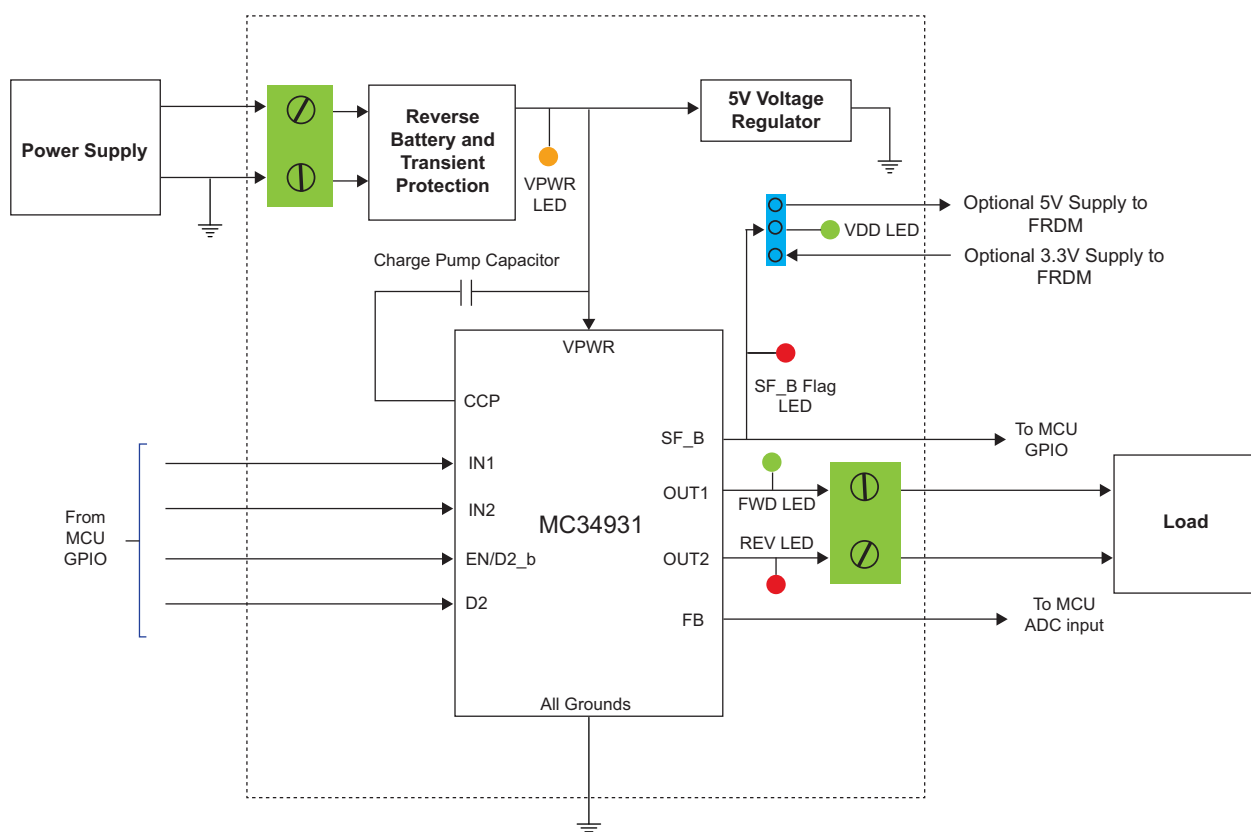 Power Supply
Reverse
Battery and
Transient
Protection
VPWR
LED
5V Voltage
Regulator
Optional 5V Supply to
FRDM
VDD LED
Optional 3.3V Supply to
FRDM
Charge Pump Capacitor
VPWR
SF_B Flag
LED
CCP
SF_B
To MCU
GPIO
IN1
OUT1
FWD LED
IN2
MC34931
Load
From
MCU
GPIO
EN/D2_b
OUT2
REV LED
D2
FB
To MCU
ADC input
All Grounds